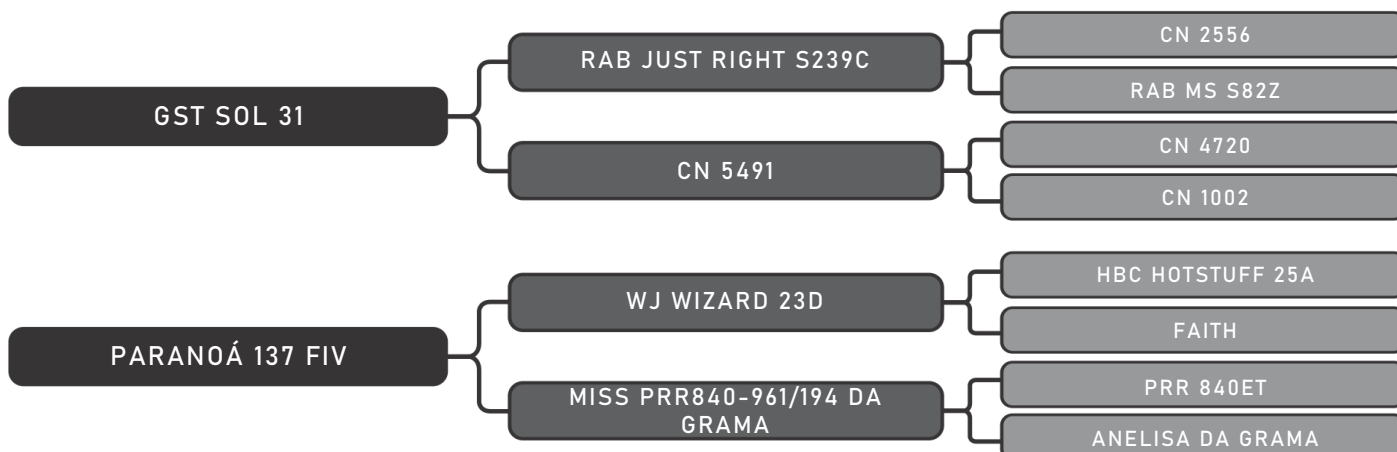 GST SOL 31
RAB JUST RIGHT S239C
CN 5491
CN 2556
RAB MS S82Z
CN 4720
CN 1002
PARANOÁ 137 FIV
WJ WIZARD 23D
MISS PRR840-961/194 DA
GRAMA
HBC HOTSTUFF 25A
FAITH
PRR 840ET
ANELISA DA GRAMA